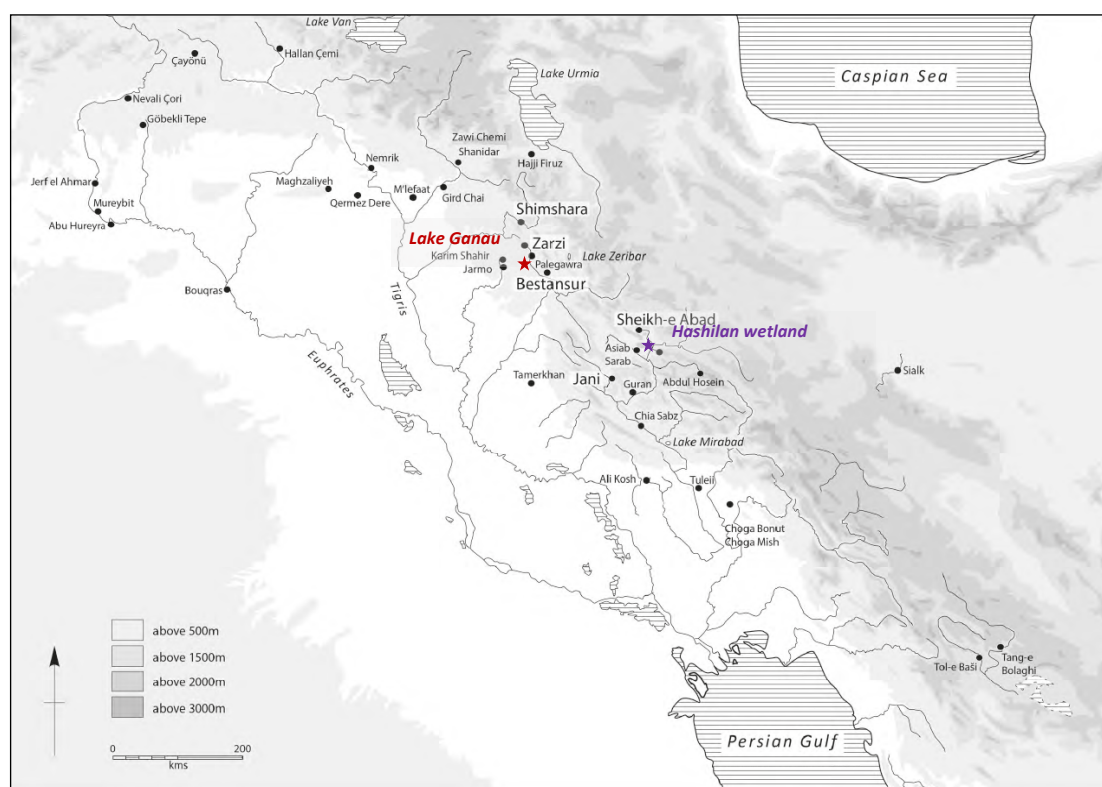 Lake Van
Çayönü
Hallan Çemi
Lake Urmia
Caspian Sea
Nevali Çori
Göbekli Tepe
Zawi Chemi
Shanidar
Hajji Firuz
Nemrik
Jerf el Ahmar
Maghzaliyeh
M'lefaat
Qermez Dere
Gird Chai
Mureybit
Abu Hureyra
Shimshara
Lake Ganau
Zarzi
Karim Shahir
Palegawra
Lake Zeribar
Jarmo
Bestansur
Bouqras
Tigris
Sheikh-e Abad
Hashilan wetland
Euphrates
Asiab
Sarab
Sialk
Tamerkhan
Jani
Guran
Abdul Hosein
Chia Sabz
Lake Mirabad
Ali Kosh
Tuleii
Choga Bonut
Choga Mish
above 500m
above 1500m
above 2000m
above 3000m
Tol-e Baši
Tang-e
Bolaghi
0 200
kms
Persian Gulf